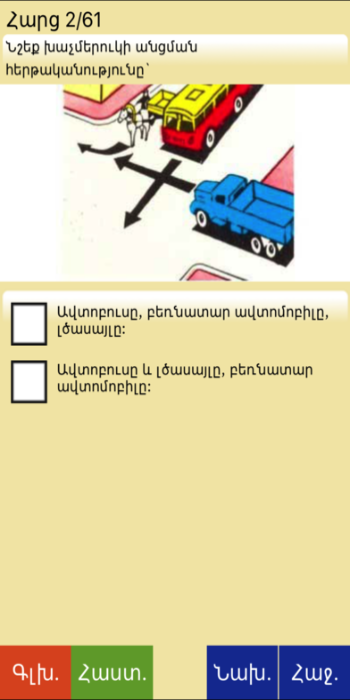 Հարց 2/61
Նշեք խաչմերուկի անցման
հերթականությունը՝
Ավտոբուսը, բեռնատար ավտոմոբիլը,
լծասայլը:
Ավտոբուսը և լծասայլը, բեռնատար
ավտոմոբիլը:
Գլխ.
Հաստ.
Նախ.
Հաջ.